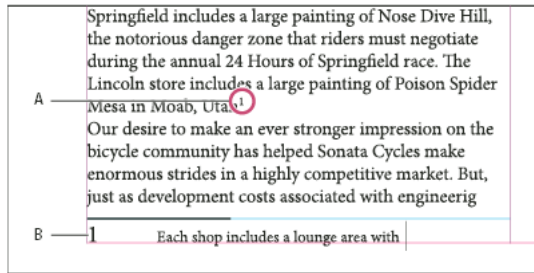 Springfield includes a large painting of Nose Dive Hill,
the notorious danger zone that riders must negotiate
during the annual 24 Hours of Springfield race. The
Lincoln store includes a large painting of Poison Spider
A Mesa in Moab, Utah¹
Our desire to make an ever stronger impression on the
bicycle community has helped Sonata Cycles make
enormous strides in a highly competitive market. But,
just as development costs associated with engineerig
B 1 Each shop includes a lounge area with